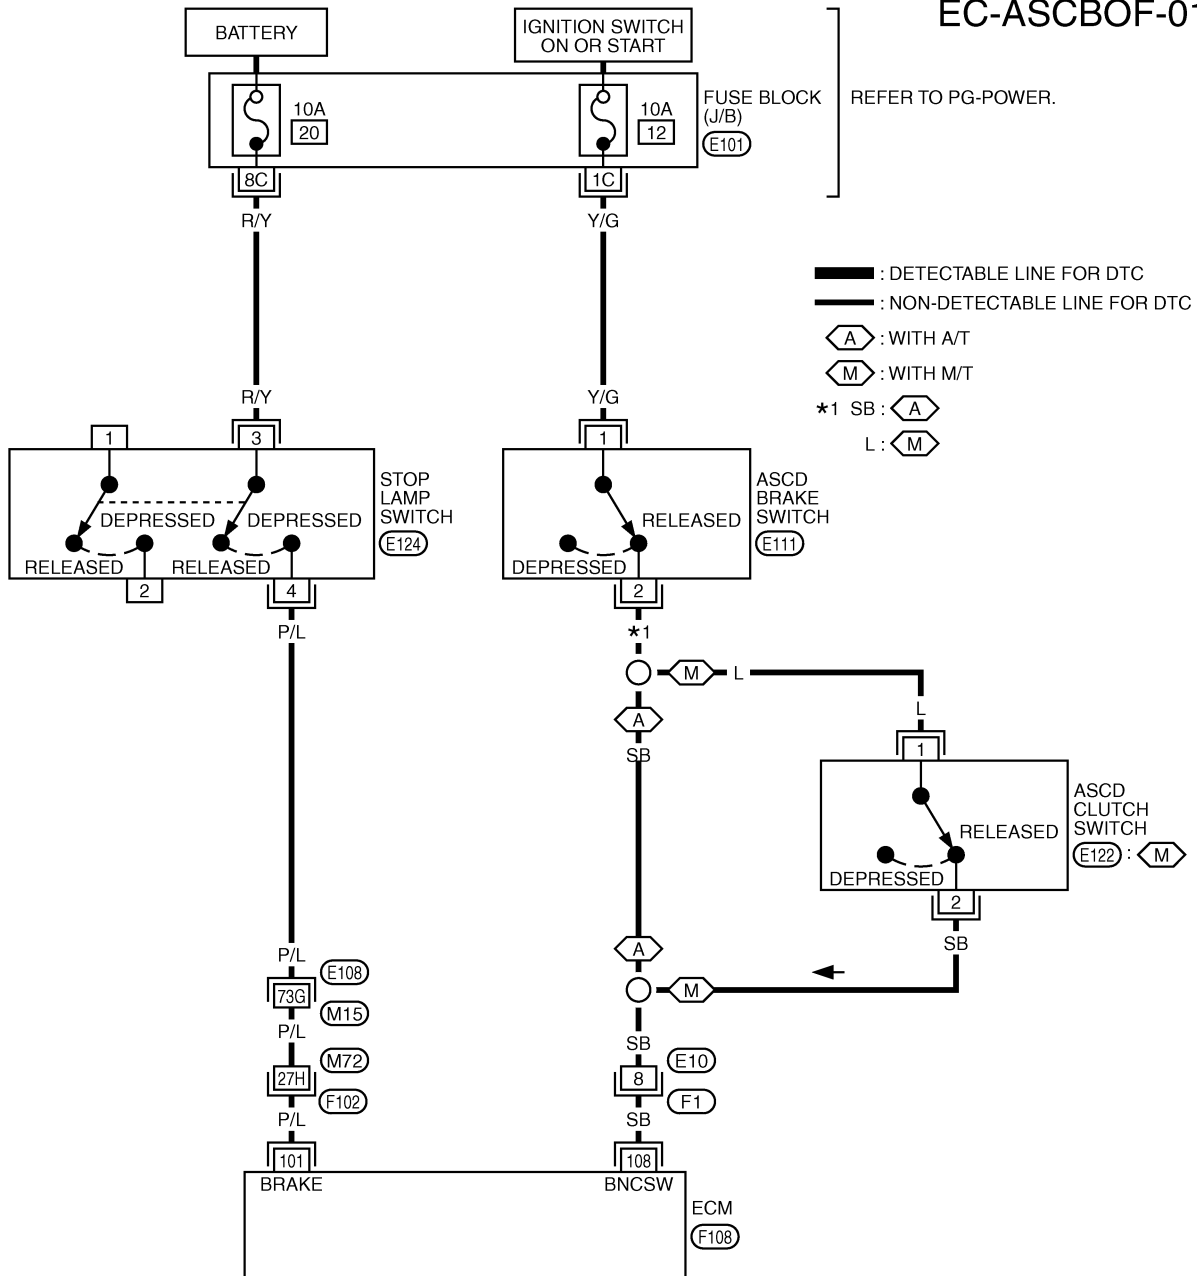 EC-ASCBOF-01
BATTERY
IGNITION SWITCH
ON OR START
10A
20
10A
12
FUSE BLOCK
(J/B)
E101
REFER TO PG-POWER.
8C
1C
R/Y
Y/G
: DETECTABLE LINE FOR DTC
: NON-DETECTABLE LINE FOR DTC
A : WITH A/T
M : WITH M/T
*1 SB : A
L : M
R/Y
Y/G
1
3
1
STOP
LAMP
SWITCH
E124
DEPRESSED
DEPRESSED
RELEASED
RELEASED
ASCD
BRAKE
SWITCH
E111
RELEASED
DEPRESSED
2
4
2
P/L
*1
M
L
A
L
SB
1
ASCD
CLUTCH
SWITCH
E122 : M
RELEASED
DEPRESSED
2
SB
A
M
P/L
E108
73G
M15
P/L
SB
M72
27H
F102
E10
8
F1
P/L
SB
101
108
BRAKE
BNCSW
ECM
F108